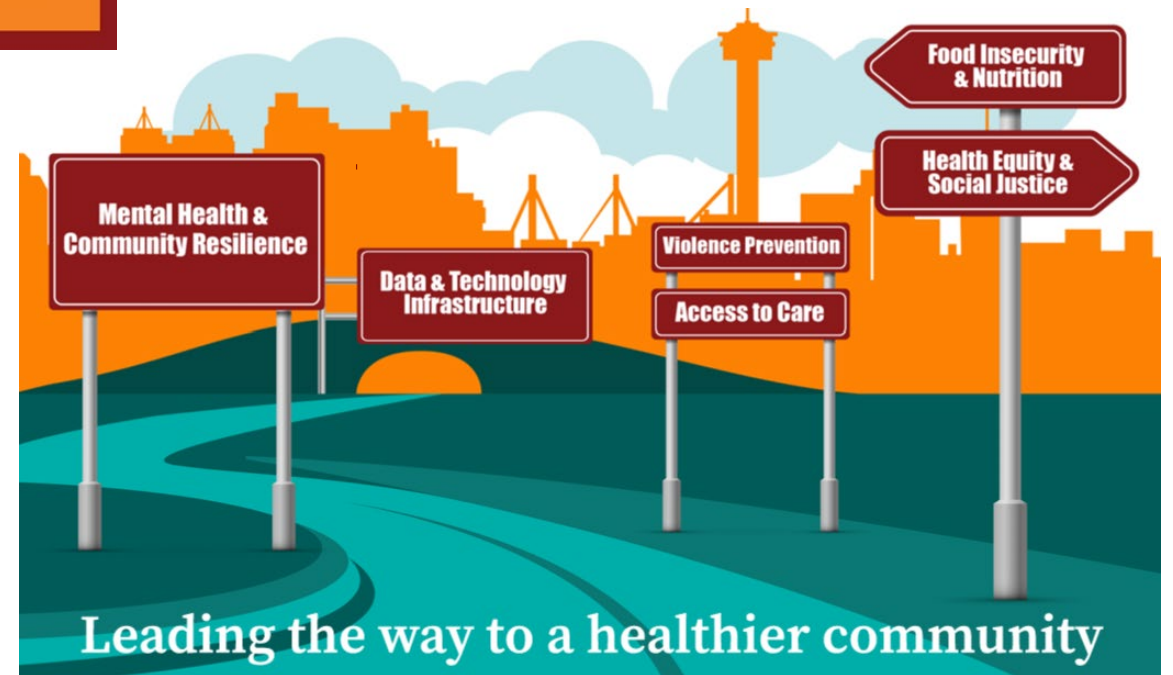 Food Insecurity
& Nutrition
Health Equity &
Social Justice
Mental Health &
Community Resilience
Violence Prevention
Data & Technology
Infrastructure
Access to Care
Leading the way to a healthier community